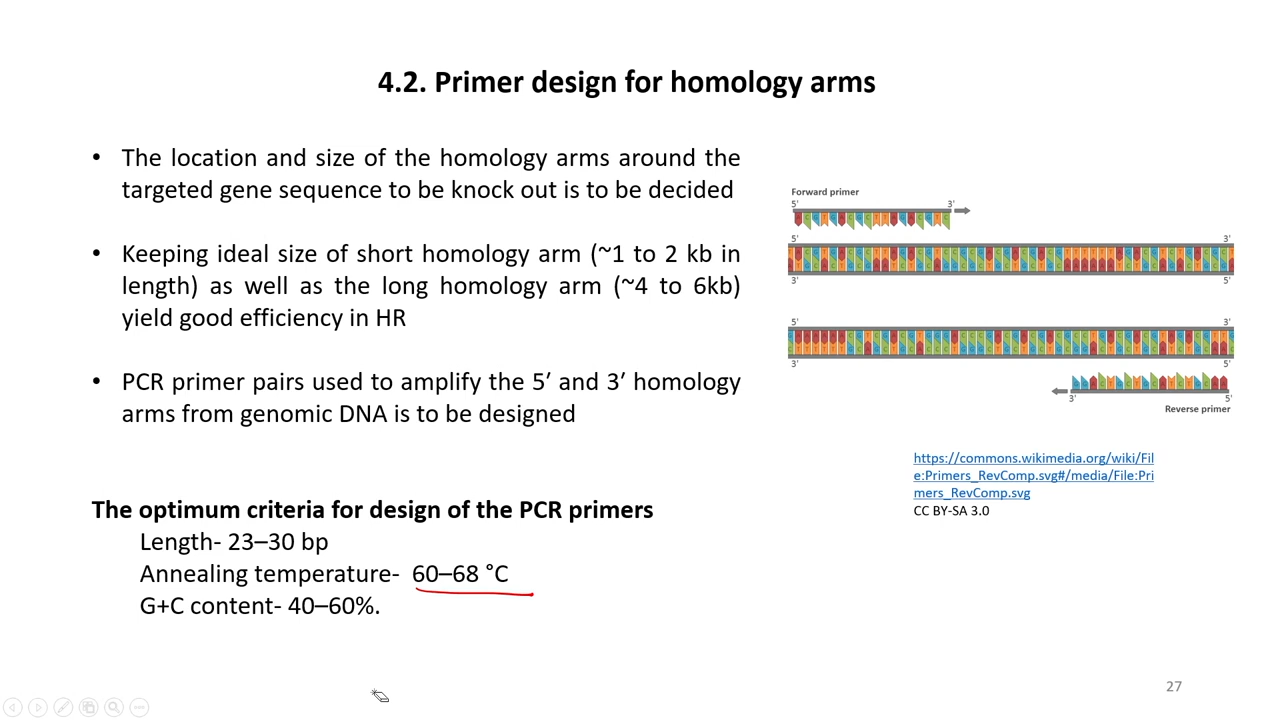 4.2. Primer design for homology arms
• The location and size of the homology arms around the
targeted gene sequence to be knock out is to be decided
• Keeping ideal size of short homology arm (~1 to 2 kb in
length) as well as the long homology arm (~4 to 6kb)
yield good efficiency in HR
• PCR primer pairs used to amplify the 5′ and 3′ homology
arms from genomic DNA is to be designed
The optimum criteria for design of the PCR primers
Length- 23–30 bp
Annealing temperature- 60–68 °C
G+C content- 40–60%.
Forward primer
5' 3'
5' 3'
3' 5'
5' 3'
3' 5'
3' 5'
Reverse primer
https://commons.wikimedia.org/wiki/Fil
e:Primers_RevComp.svg#/media/File:Pri
mers_RevComp.svg
CC BY-SA 3.0
27